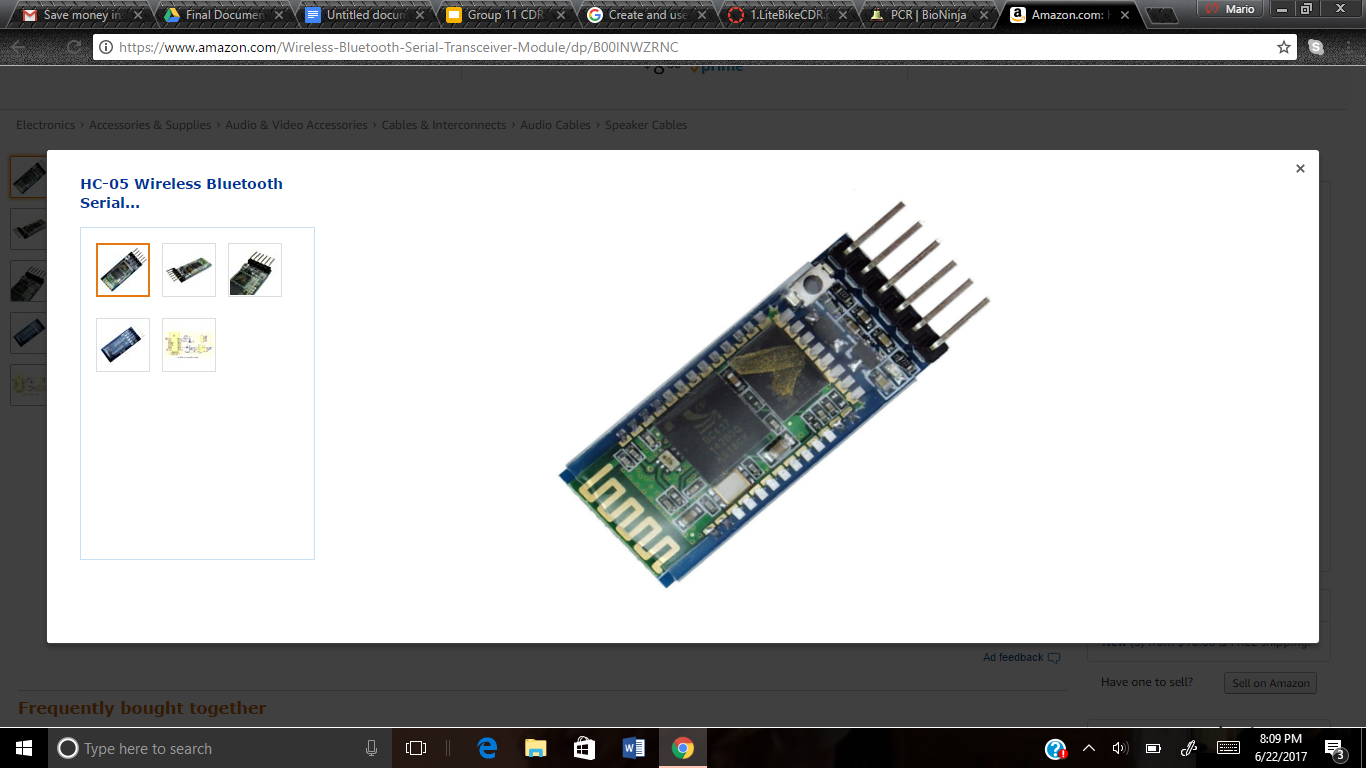 Save money in
Final Documen
Untitled docum
Group 11 CDR
Create and use
1.LiteBikeCDR.p
PCR | BioNinja
Amazon.com: 
Mario
https://www.amazon.com/Wireless-Bluetooth-Serial-Transceiver-Module/dp/B00INWZRNC
prime
Electronics › Accessories & Supplies › Audio & Video Accessories › Cables & Interconnects › Audio Cables › Speaker Cables
HC-05 Wireless Bluetooth
Serial...
Ad feedback
Have one to sell?
Sell on Amazon
Frequently bought together
Type here to search
8:09 PM
6/22/2017
3